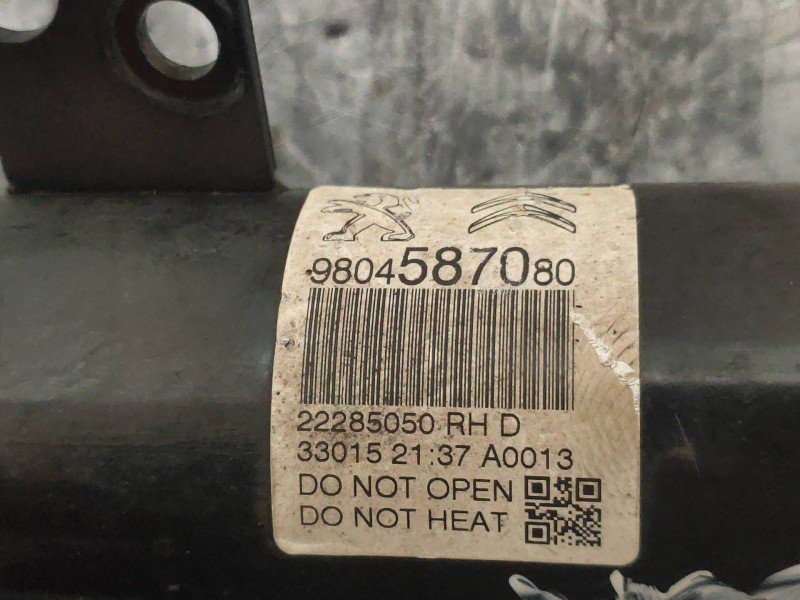 9804587080
22285050 RH D
33015 21:37 A0013
DO NOT OPEN
DO NOT HEAT